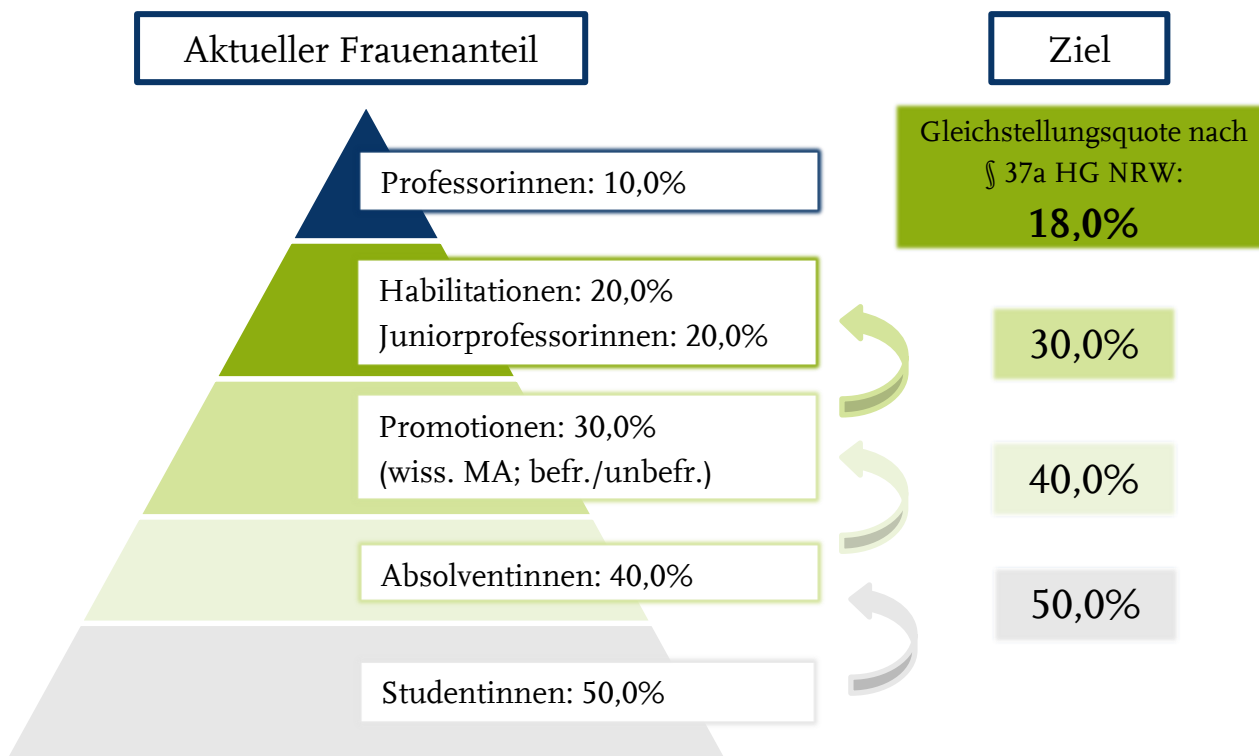 Aktueller Frauenanteil
Ziel
Professorinnen: 10,0%
Gleichstellungsquote nach
§ 37a HG NRW:
18,0%
Habilitationen: 20,0%
Juniorprofessorinnen: 20,0%
30,0%
Promotionen: 30,0%
(wiss. MA; befr./unbefr.)
40,0%
Absolventinnen: 40,0%
50,0%
Studentinnen: 50,0%